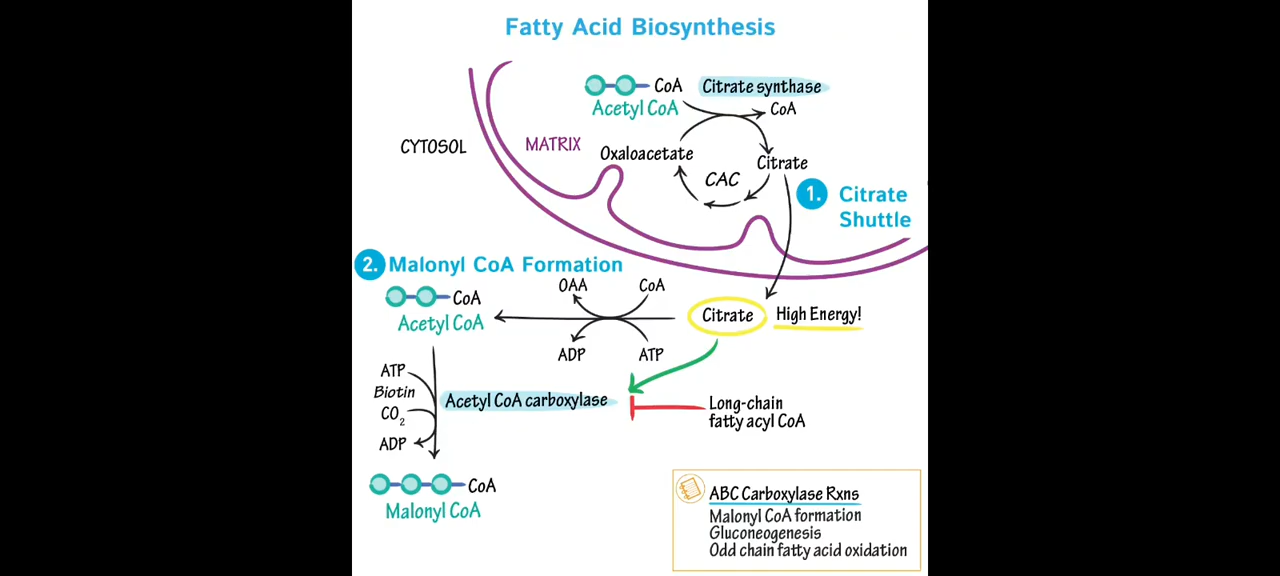 Fatty Acid Biosynthesis
CoA
Citrate synthase
Acetyl CoA
CoA
CYTOSOL
MATRIX
Oxaloacetate
Citrate
CAC
1. Citrate
Shuttle
2. Malonyl CoA Formation
OAA
CoA
CoA
Acetyl CoA
Citrate
High Energy!
ADP
ATP
ATP
Biotin
CO2
ADP
Acetyl CoA carboxylase
Long-chain
fatty acyl CoA
CoA
Malonyl CoA
ABC Carboxylase Rxns
Malonyl CoA formation
Gluconeogenesis
Odd chain fatty acid oxidation